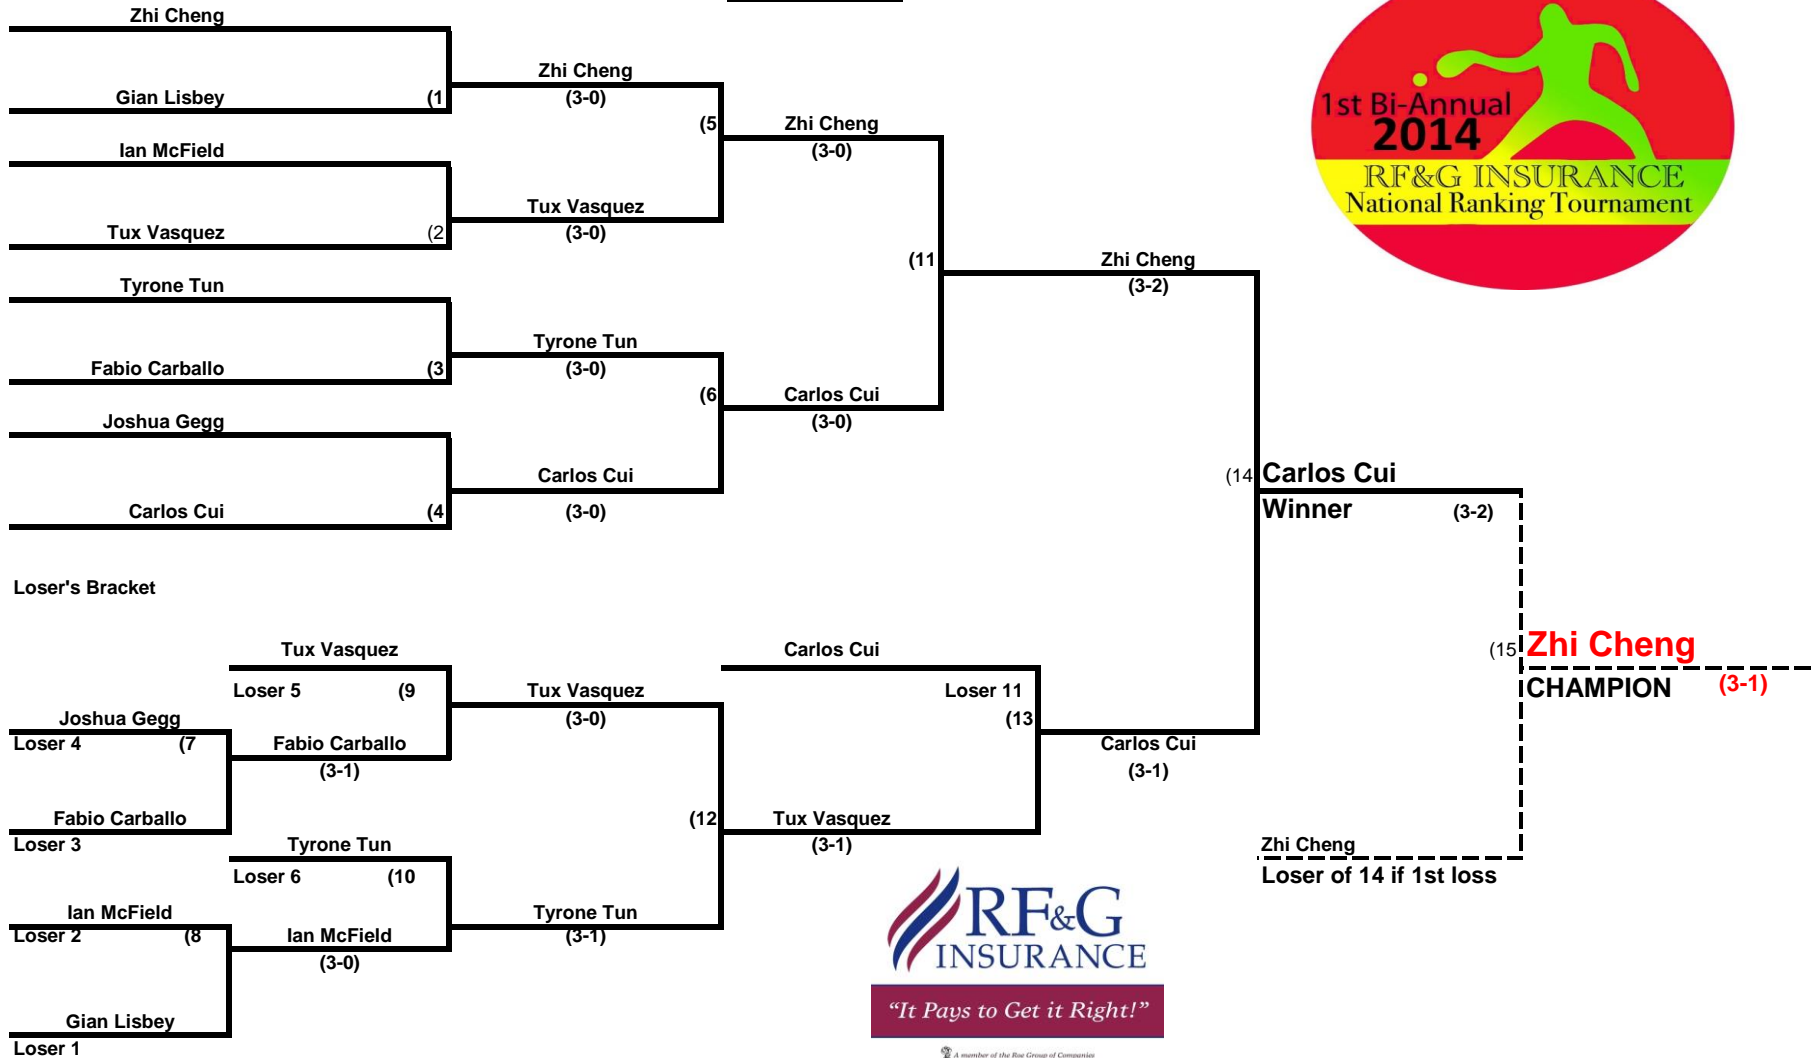 Zhi Cheng
Gian Lisbey (1
Ian McField
Tux Vasquez (2
Tyrone Tun
Fabio Carballo (3
Joshua Gegg
Carlos Cui (4
Zhi Cheng
(3-0)
(5
Tux Vasquez
(3-0)
Tyrone Tun
(3-0)
(6
Carlos Cui
(3-0)
Zhi Cheng
(3-0)
(11
Carlos Cui
(3-0)
Zhi Cheng
(3-2)
1st Bi-Annual
2014
RF&G INSURANCE
National Ranking Tournament
(14 Carlos Cui
Winner (3-2)
Loser's Bracket
Tux Vasquez
Loser 5 (9
Joshua Gegg
Loser 4 (7
Fabio Carballo
(3-1)
Fabio Carballo
Loser 3
Tyrone Tun
Loser 6 (10
Ian McField
Loser 2 (8
Ian McField
(3-0)
Gian Lisbey
Loser 1
Tux Vasquez
(3-0)
(12
Tyrone Tun
(3-1)
Carlos Cui
Loser 11
(13
Tux Vasquez
(3-1)
Carlos Cui
(3-1)
(15 Zhi Cheng
CHAMPION (3-1)
Zhi Cheng
Loser of 14 if 1st loss
RF&G
INSURANCE
“It Pays to Get it Right!”
A member of the Roe Group of Companies